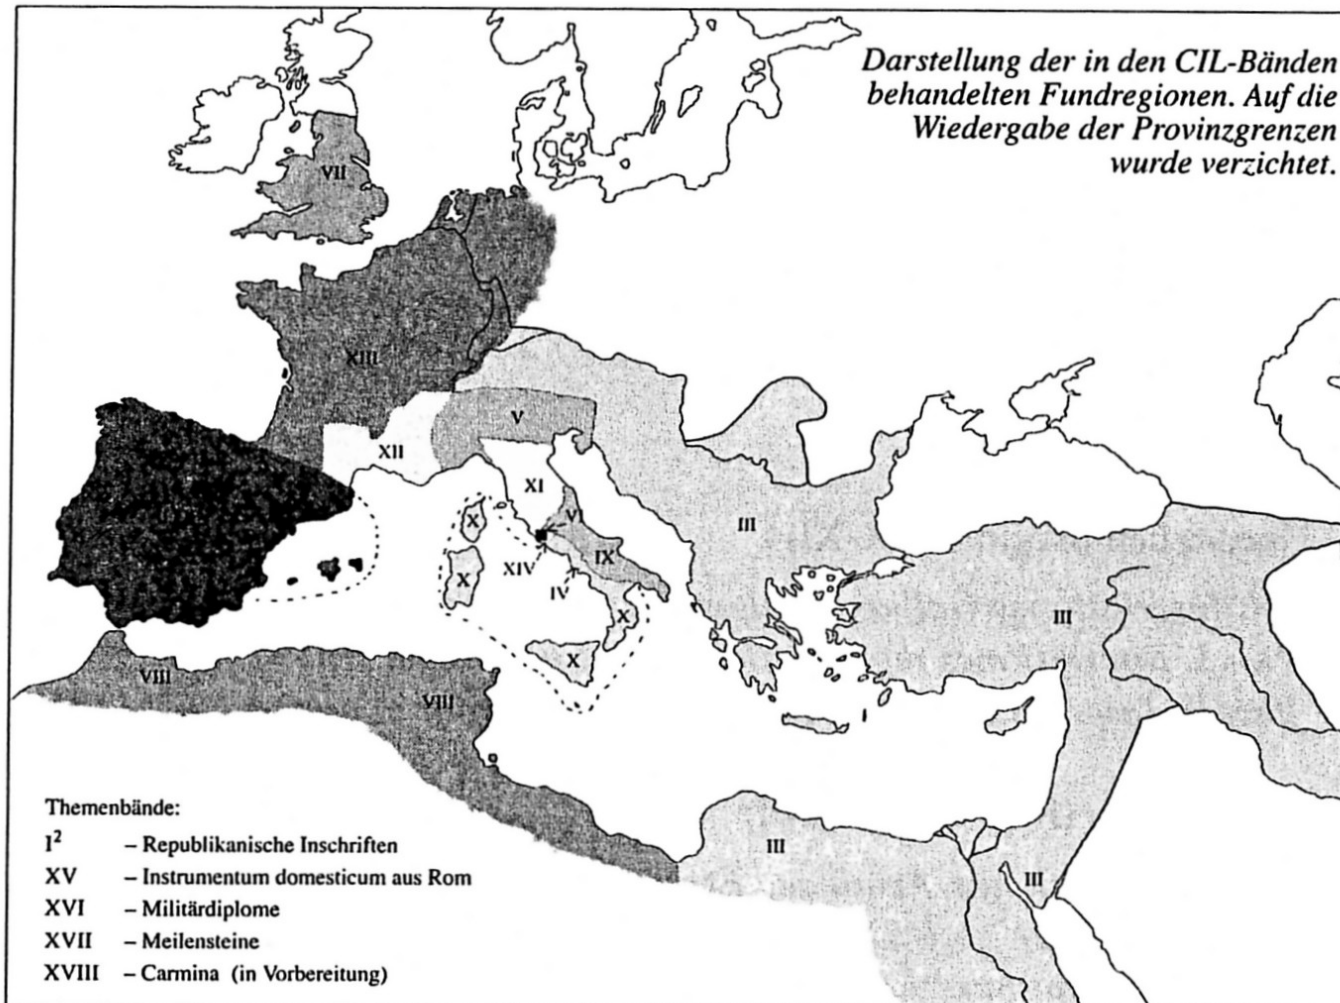 Darstellung der in den CIL-Bänden
behandelten Fundregionen. Auf die
Wiedergabe der Provinzgrenzen
wurde verzichtet.
VII
XIII
V
XII
XI
X
VI
III
IX
XIV
X
IV
X
III
X
VIII
VIII
III
III
Themenbände:
I² – Republikanische Inschriften
XV – Instrumentum domesticum aus Rom
XVI – Militärdiplome
XVII – Meilensteine
XVIII – Carmina (in Vorbereitung)